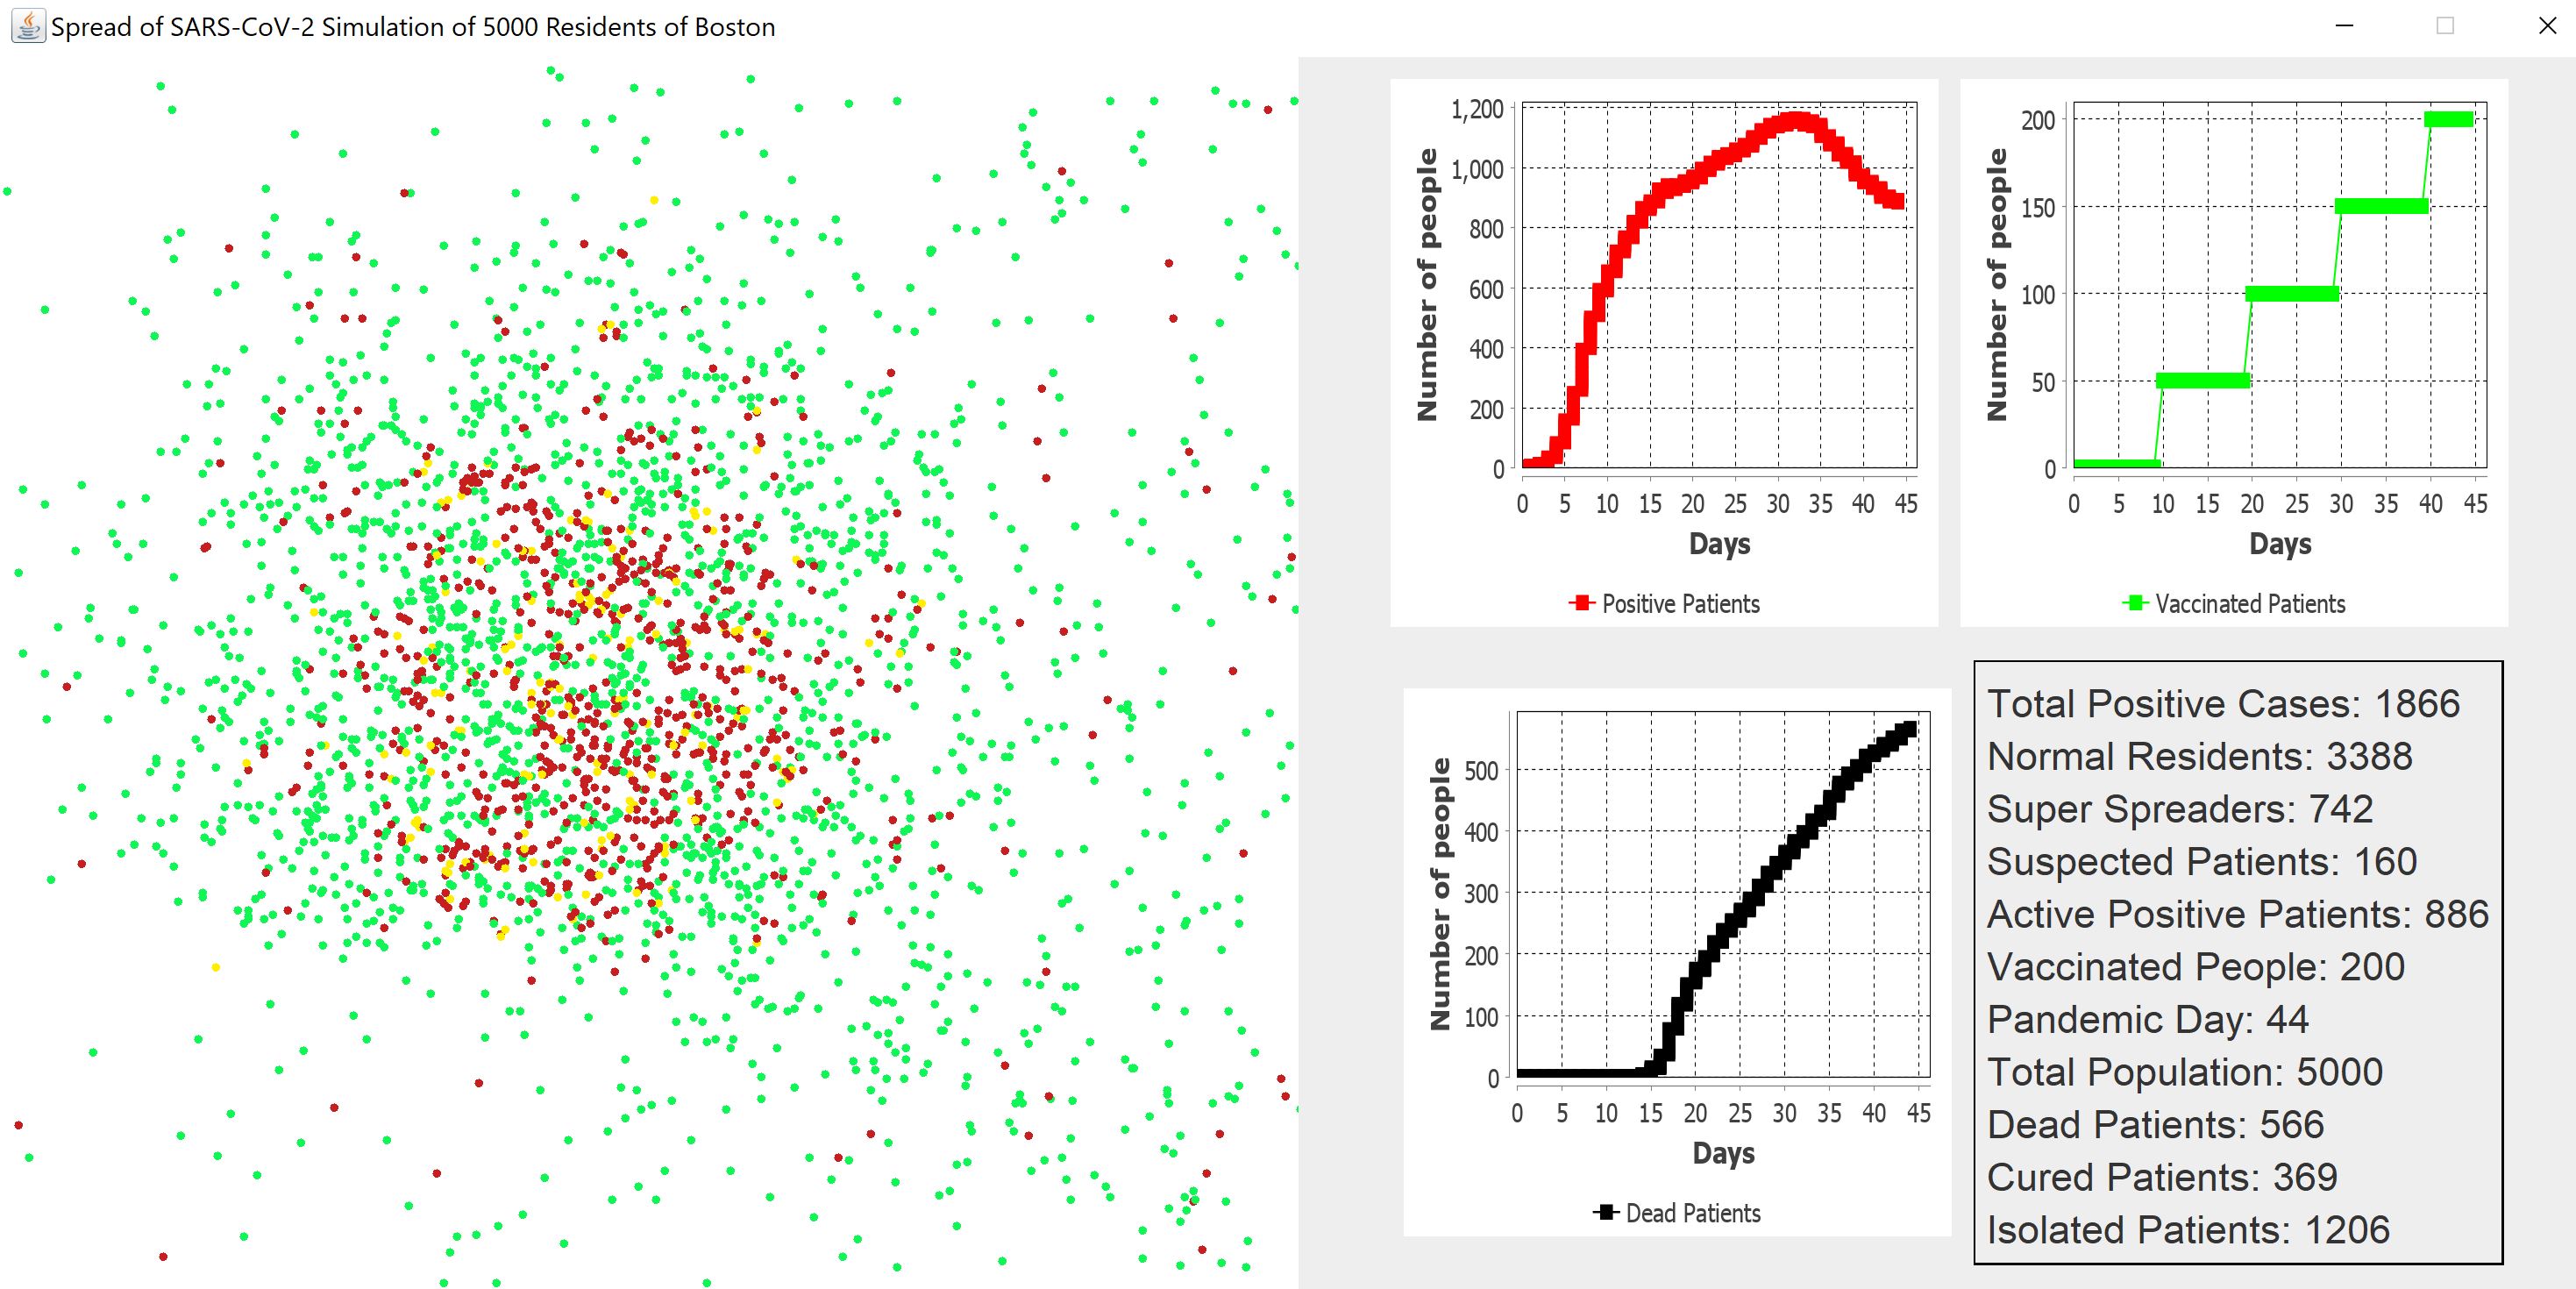 Spread of SARS-CoV-2 Simulation of 5000 Residents of Boston
Number of people
1,200
1,000
800
600
400
200
0
0 5 10 15 20 25 30 35 40 45
Days
Positive Patients
Number of people
200
150
100
50
0
0 5 10 15 20 25 30 35 40 45
Days
Vaccinated Patients
Number of people
500
400
300
200
100
0
0 5 10 15 20 25 30 35 40 45
Days
Dead Patients
Total Positive Cases: 1866
Normal Residents: 3388
Super Spreaders: 742
Suspected Patients: 160
Active Positive Patients: 886
Vaccinated People: 200
Pandemic Day: 44
Total Population: 5000
Dead Patients: 566
Cured Patients: 369
Isolated Patients: 1206